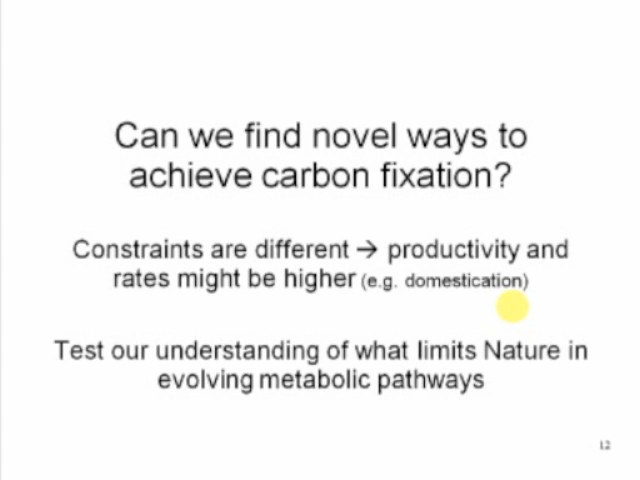 Can we find novel ways to
achieve carbon fixation?
Constraints are different → productivity and
rates might be higher (e.g. domestication)
Test our understanding of what limits Nature in
evolving metabolic pathways
12